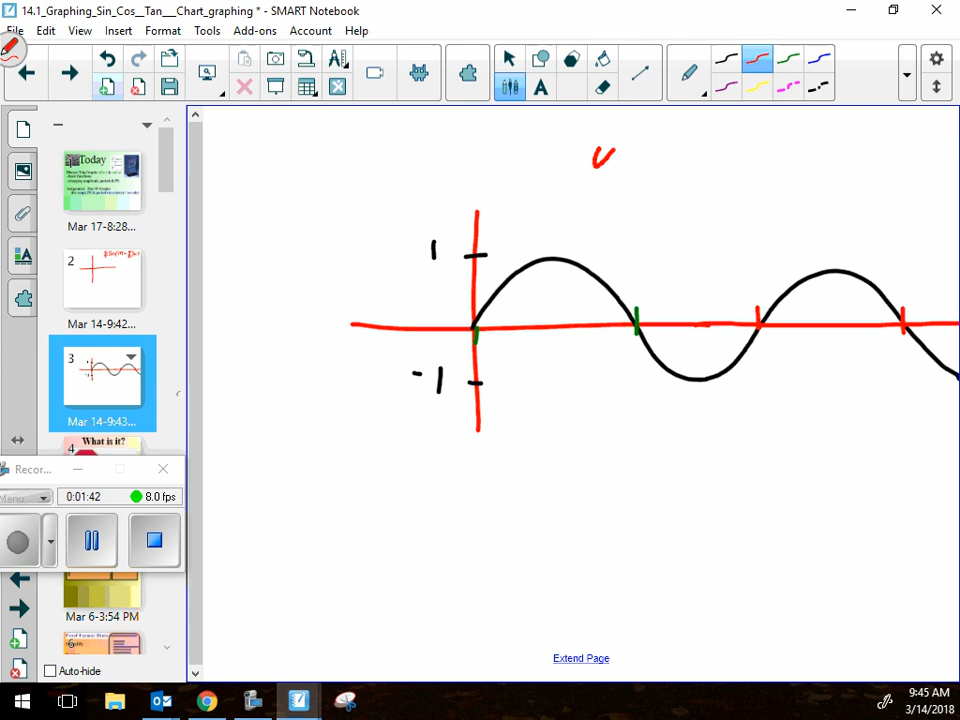 14.1_Graphing_Sin_Cos__Tan___Chart_graphing * - SMART Notebook
File Edit View Insert Format Tools Add-ons Account Help
Today
Mar 17-8:28...
2
Mar 14-9:42...
3
Mar 14-9:43...
4 What is it?
Recor...
Menu
0:01:42
8.0 fps
Mar 6-3:54 PM
6
Auto-hide
1
-1
Extend Page
9:45 AM
3/14/2018